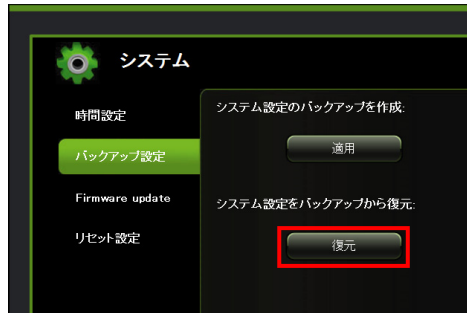 システム
時間設定
バックアップ設定
Firmware update
リセット設定
システム設定のバックアップを作成:
適用
システム設定をバックアップから復元:
復元